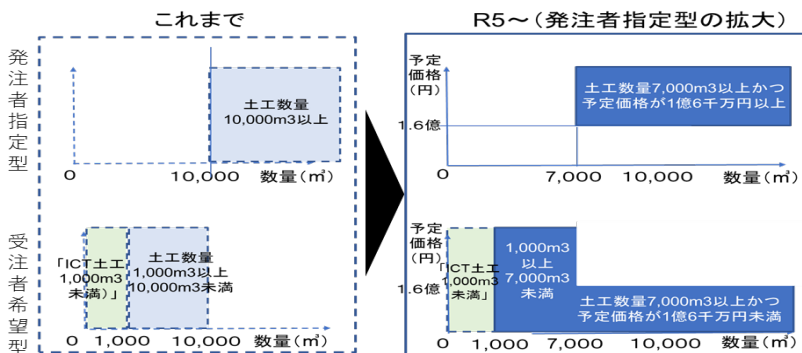 これまで
R5～(発注者指定型の拡大)
発注者指定型
土工数量
10,000m3以上
0
10,000
数量(㎥)
予定
価格
(円)
1.6億
土工数量7,000m3以上かつ
予定価格が1億6千万円以上
0
7,000
10,000
数量(㎥)
受注者希望型
「ICT土工
1,000m3
未満)」
土工数量
1,000m3以上
10,000m3未満
0
1,000
10,000
数量(㎥)
予定
価格
(円)
1.6億
「ICT土工
1,000m3
未満」
1,000m3
以上
7,000m3
未満
土工数量7,000m3以上かつ
予定価格が1億6千万円未満
0
1,000
7,000
10,000
数量(㎥)